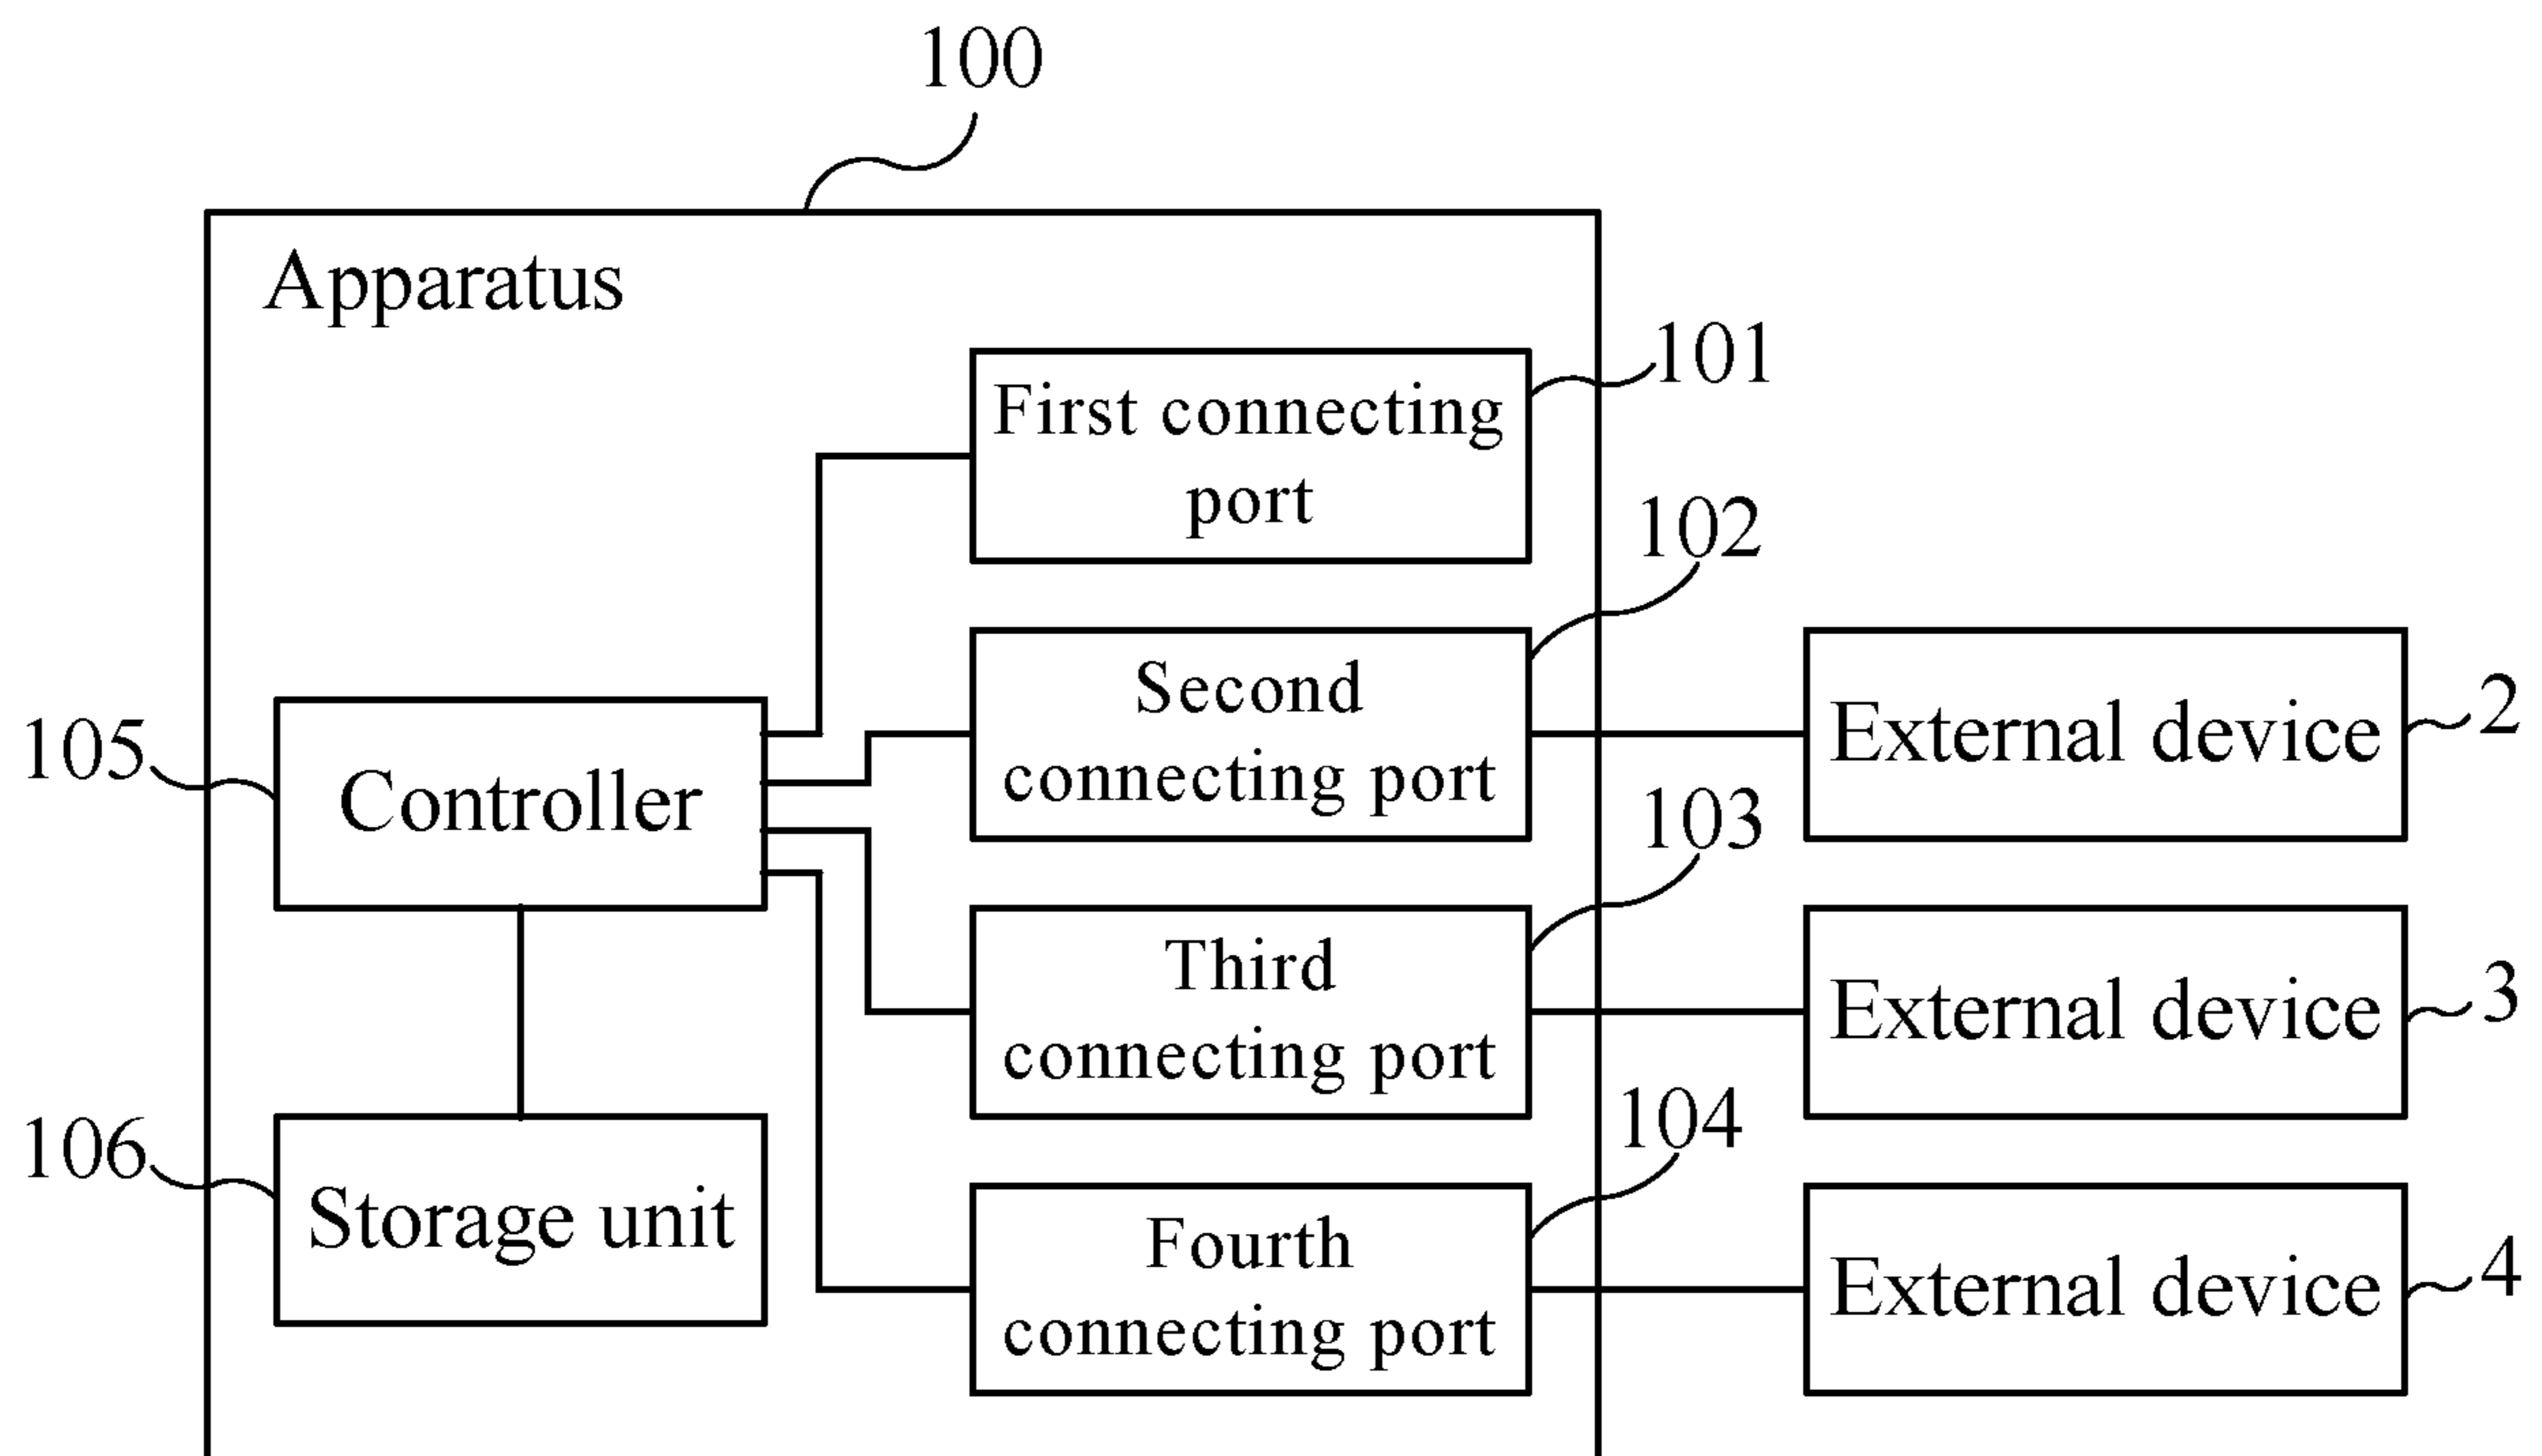 100
Apparatus
101
First connecting
port
102
Second
connecting port
External device
2
105
Controller
103
Third
connecting port
External device
3
106
Storage unit
104
Fourth
connecting port
External device
4